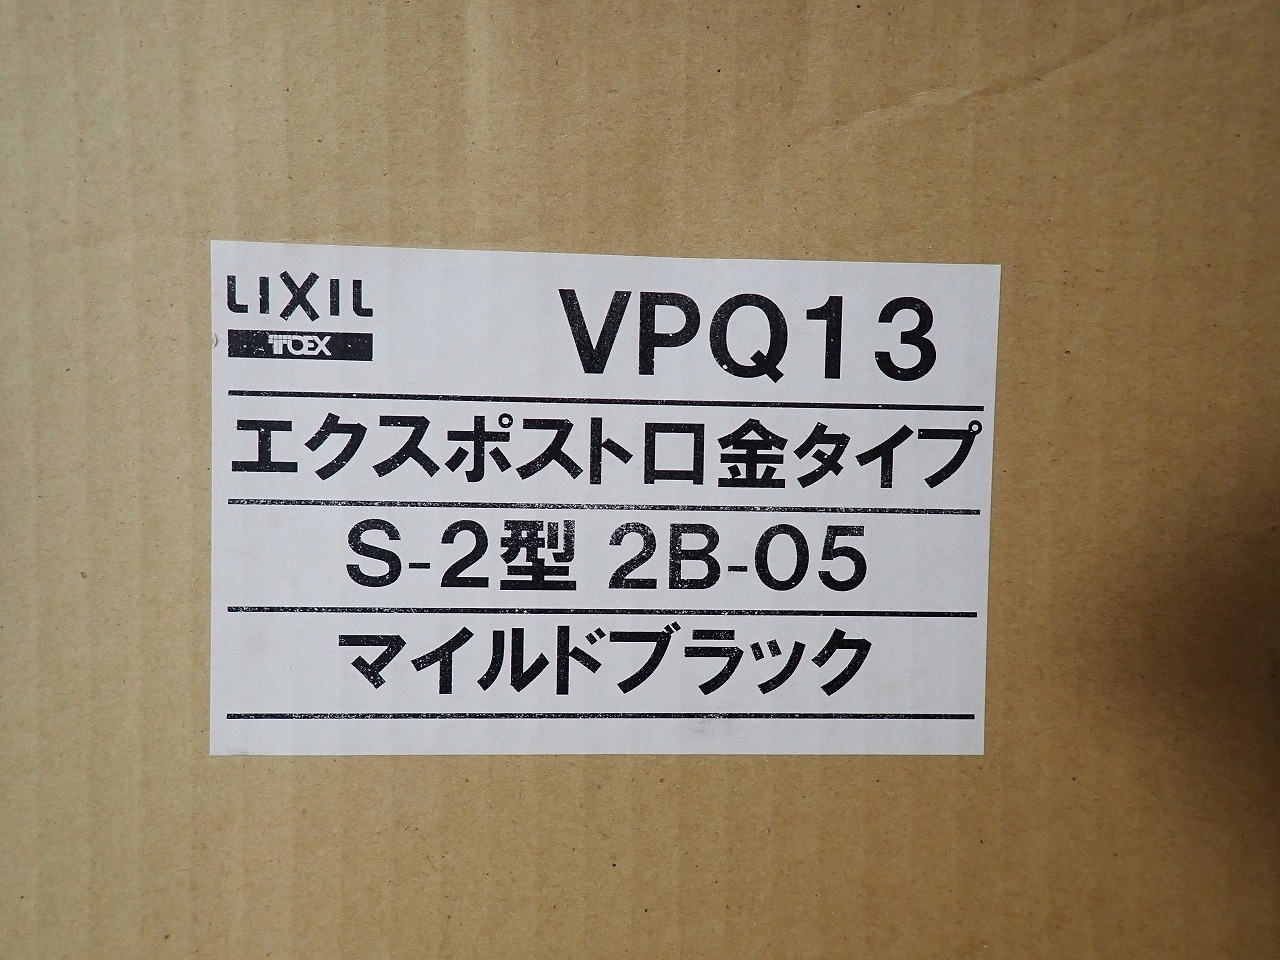 LIXIL
TOEX
VPQ13
エクスポスト口金タイプ
S-2型 2B-05
マイルドブラック